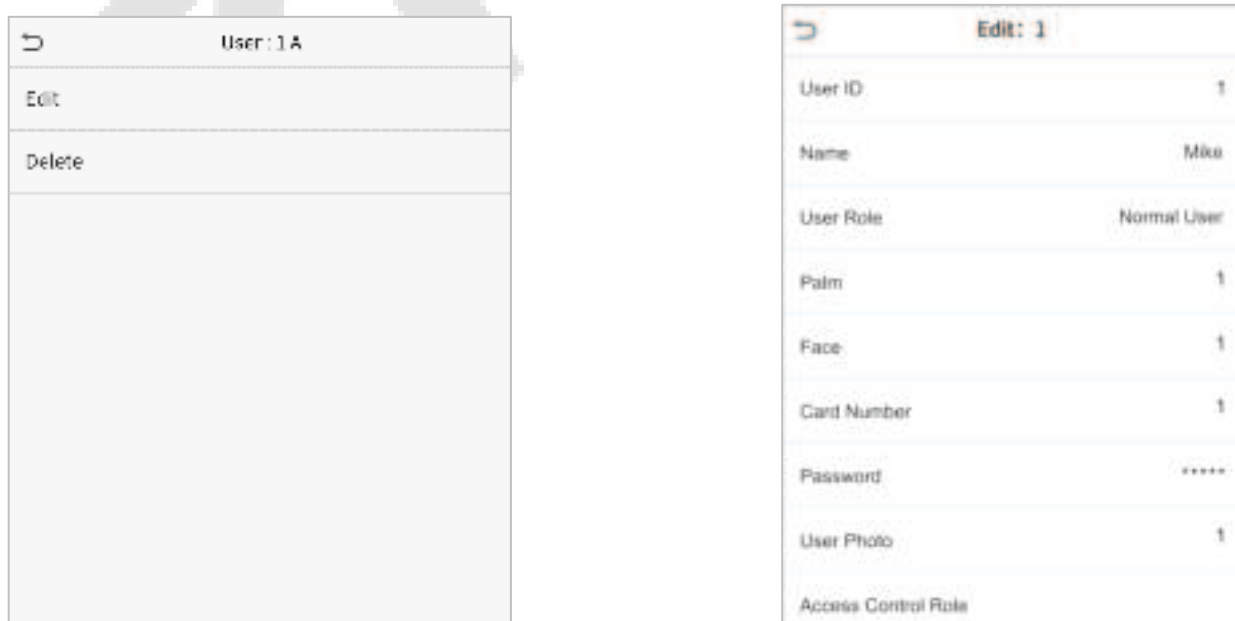 User : 1 A
Edit
Delete
Edit: 1
User ID 1
Name Mike
User Role Normal User
Palm 1
Face 1
Card Number 1
Password *****
User Photo 1
Access Control Role